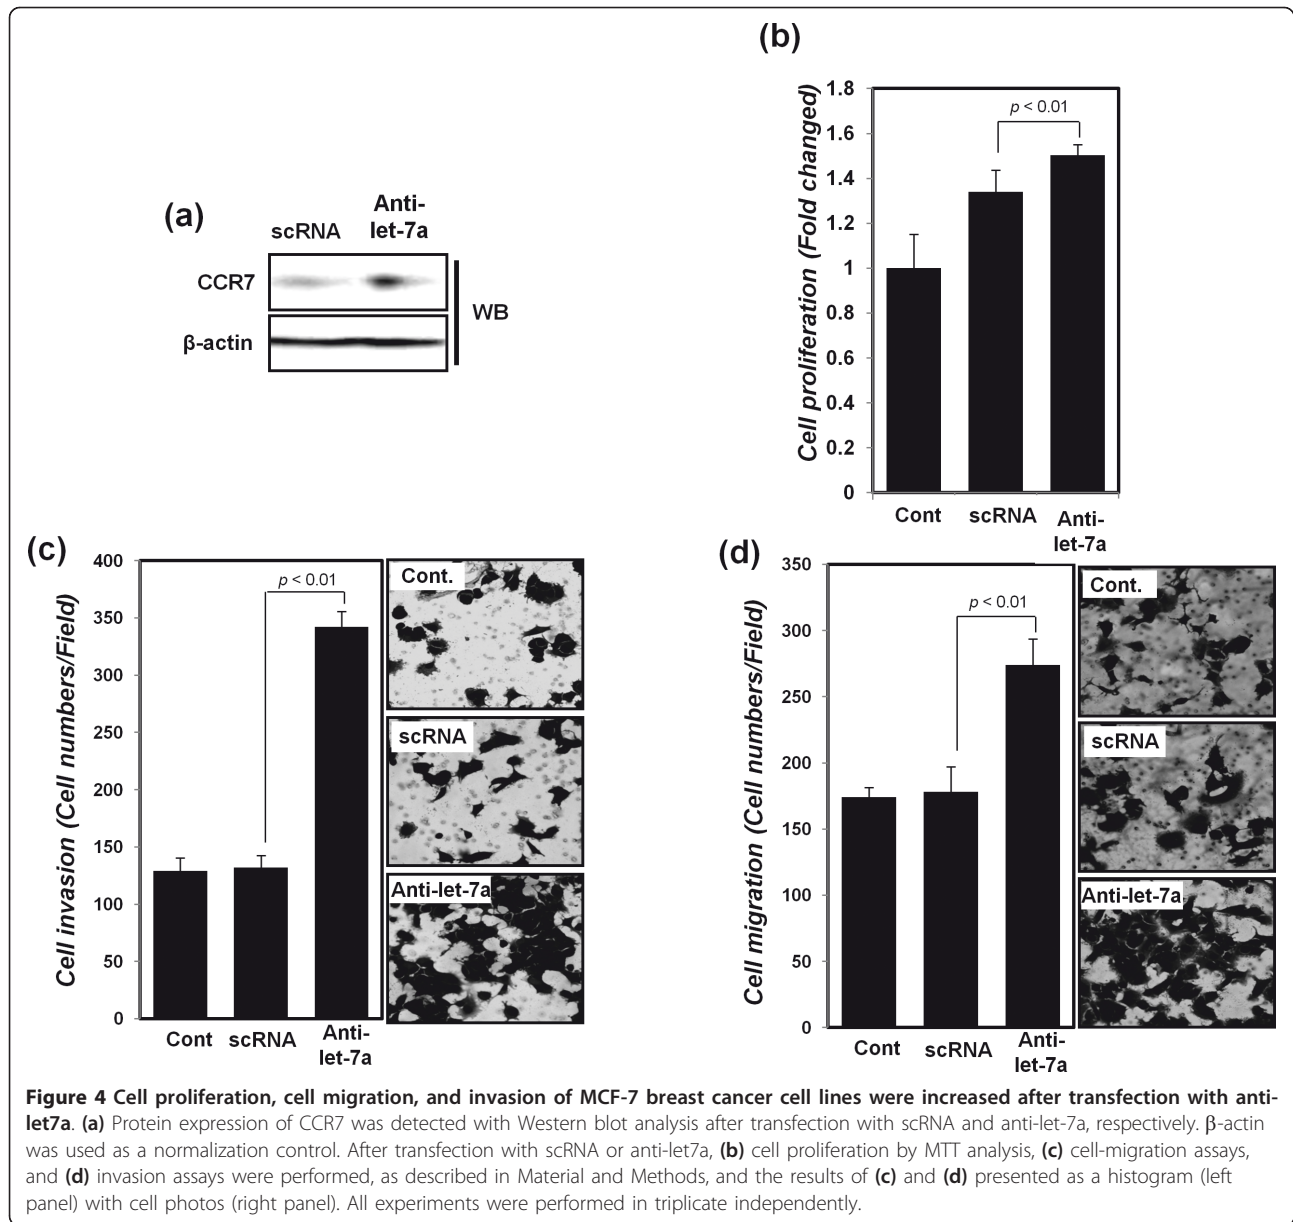 (b)
Cell proliferation (Fold changed)
1.8
1.6
1.4
1.2
1
0.8
0.6
0.4
0.2
0
p < 0.01
Cont
scRNA
Anti-
let-7a
(a)
scRNA
Anti-
let-7a
CCR7
β-actin
WB
(c)
Cell invasion (Cell numbers/Field)
400
350
300
250
200
150
100
50
0
p < 0.01
Cont
scRNA
Anti-
let-7a
Cont.
scRNA
Anti-let-7a
(d)
Cell migration (Cell numbers/Field)
350
300
250
200
150
100
50
0
p < 0.01
Cont
scRNA
Anti-
let-7a
Cont.
scRNA
Anti-let-7a
Figure 4 Cell proliferation, cell migration, and invasion of MCF-7 breast cancer cell lines were increased after transfection with anti-
let7a. (a) Protein expression of CCR7 was detected with Western blot analysis after transfection with scRNA and anti-let-7a, respectively. β-actin
was used as a normalization control. After transfection with scRNA or anti-let7a, (b) cell proliferation by MTT analysis, (c) cell-migration assays,
and (d) invasion assays were performed, as described in Material and Methods, and the results of (c) and (d) presented as a histogram (left
panel) with cell photos (right panel). All experiments were performed in triplicate independently.